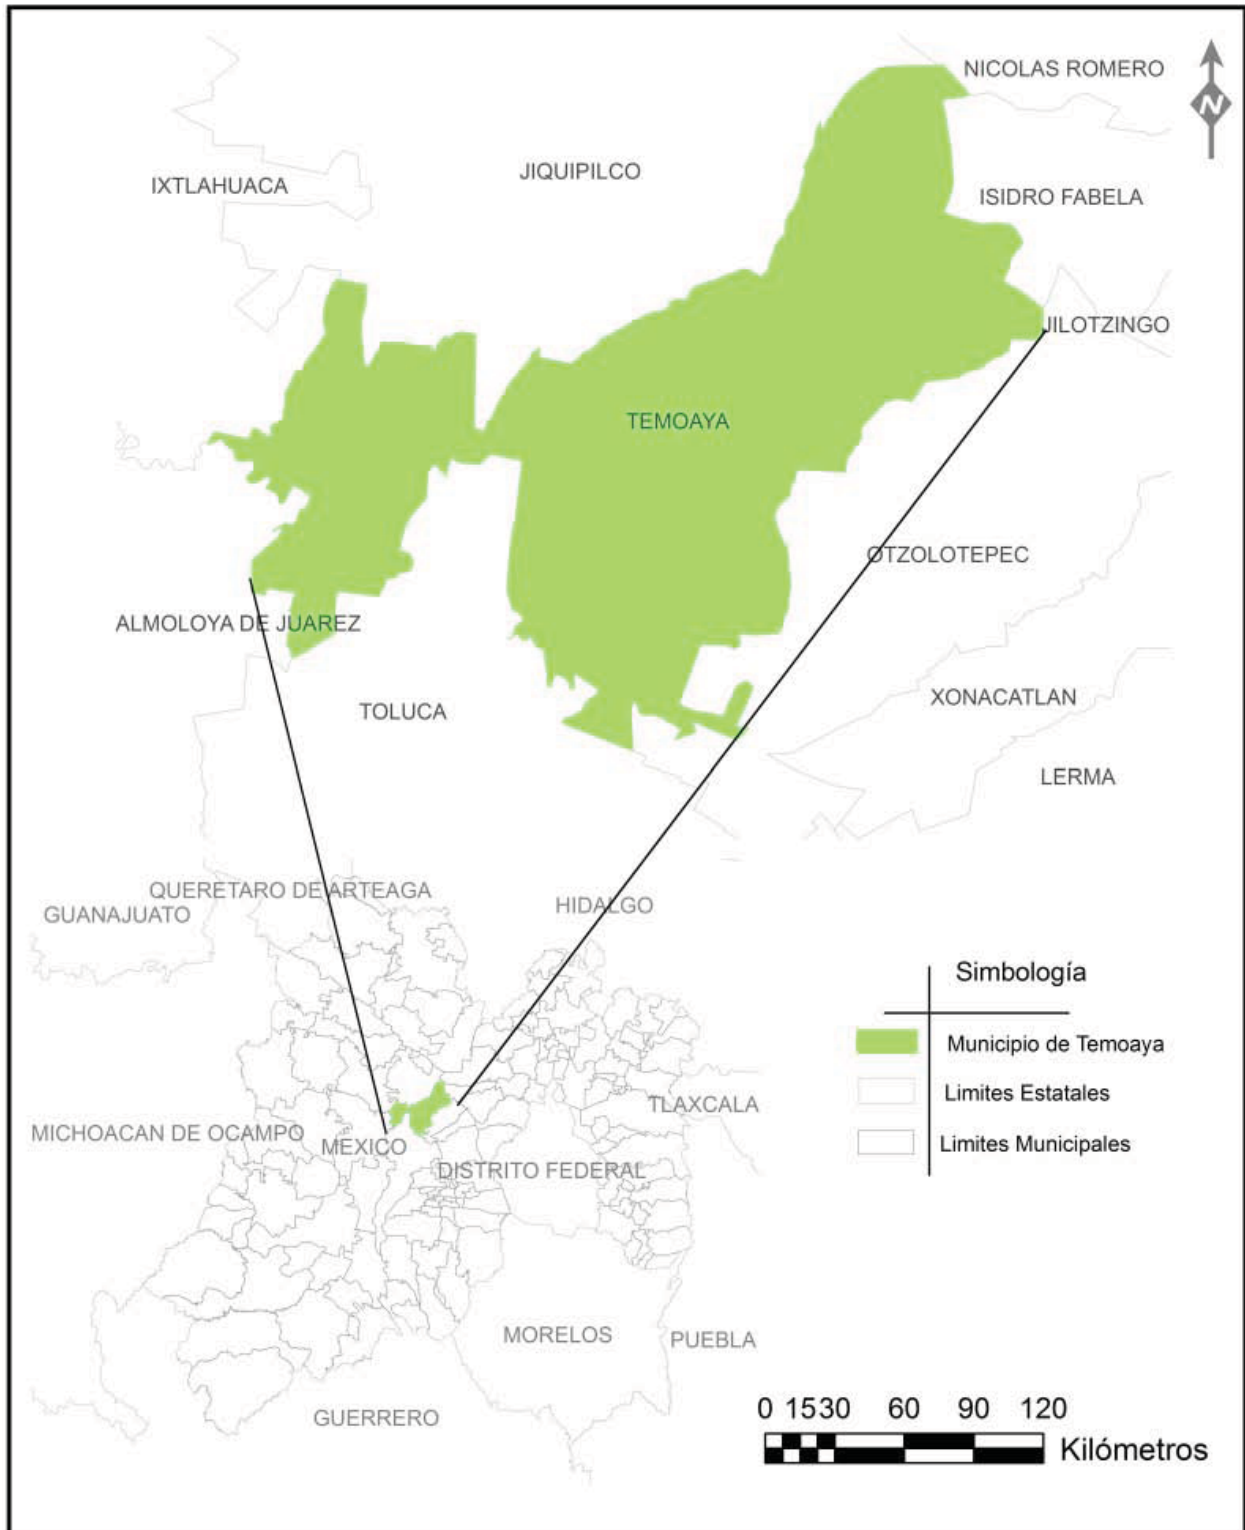 NICOLAS ROMERO
N
JIQUIPILCO
IXTLAHUACA
ISIDRO FABELA
JILOTZINGO
TEMOAYA
OTZOLOTEPEC
ALMOLOYA DE JUAREZ
XONACATLAN
TOLUCA
LERMA
QUERETARO DE ARTEAGA
HIDALGO
GUANAJUATO
Simbología
Municipio de Temoaya
Limites Estatales
TLAXCALA
MICHOACAN DE OCAMPO
MEXICO
Limites Municipales
DISTRITO FEDERAL
MORELOS
PUEBLA
GUERRERO
0 15 30 60 90 120
Kilómetros